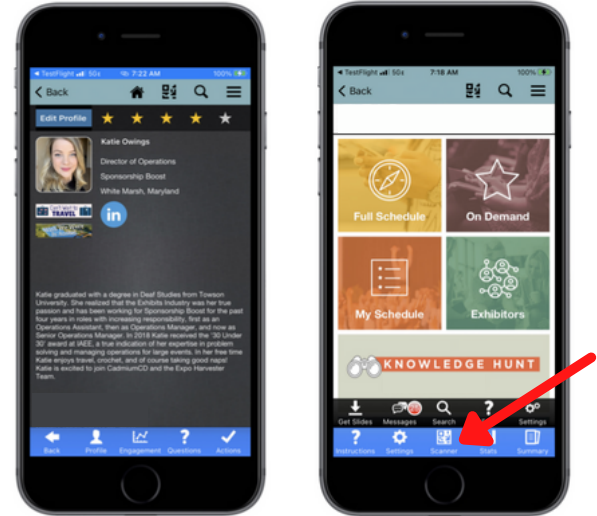 TestFlight 5Gε 7:22 AM 100%
Back
Edit Profile
Katie Owings
Director of Operations
Sponsorship Boost
White Marsh, Maryland
TRAVEL
in
Katie graduated with a degree in Deaf Studies from Towson
University. She realized that the Exhibits Industry was her true
passion and has been working for Sponsorship Boost for the past
four years in roles with increasing responsibility, first as an
Operations Assistant, then as Operations Manager, and now as
Senior Operations Manager. In 2018 Katie received the '30 Under
30' award at IAEE, a true indication of her expertise in problem
solving and managing operations for large events. In her free time
Katie enjoys travel, crochet, and of course taking good naps!
Katie is excited to join CadmiumCD and the Expo Harvester
Team.
Back Profile Engagement Questions Actions
TestFlight 5Gε 7:18 AM 100%
Back
Full Schedule
On Demand
My Schedule
Exhibitors
KNOWLEDGE HUNT
Get Slides Messages Search Settings
Instructions Settings Scanner Stats Summary